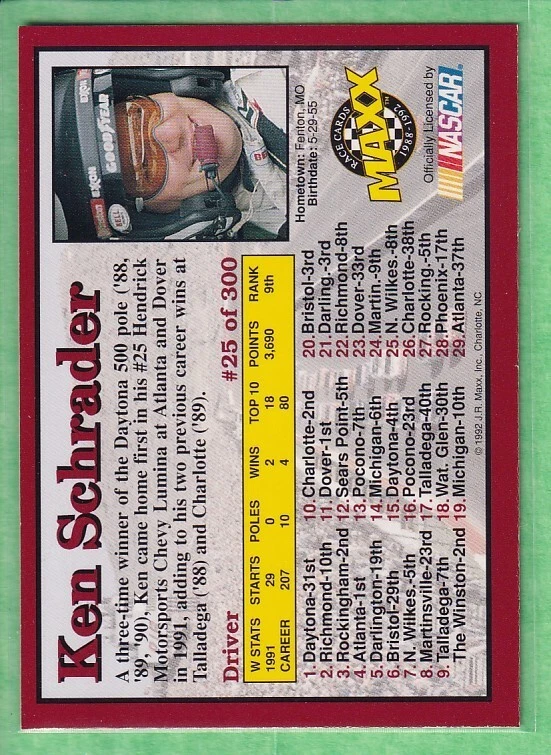 Ken Schrader
A three-time winner of the Daytona 500 pole ('88,
'89, '90), Ken came home first in his #25 Hendrick
Motorsports Chevy Lumina at Atlanta and Dover
in 1991, adding to his two previous career wins at
Talladega ('88) and Charlotte ('89).
Driver #25 of 300
W STATS STARTS POLES WINS TOP 10 POINTS RANK
1991 29 0 2 18 3,690 9th
CAREER 207 10 4 80
1. Daytona-31st
2. Richmond-10th
3. Rockingham-2nd
4. Atlanta-1st
5. Darlington-19th
6. Bristol-29th
7. N. Wilkes.-5th
8. Martinsville-23rd
9. Talladega-7th
The Winston-2nd
10. Charlotte-2nd
11. Dover-1st
12. Sears Point-5th
13. Pocono-7th
14. Michigan-6th
15. Daytona-4th
16. Pocono-23rd
17. Talladega-40th
18. Wat. Glen-30th
19. Michigan-10th
20. Bristol-3rd
21. Darling.-3rd
22. Richmond-8th
23. Dover-33rd
24. Martin.-9th
25. N. Wilkes.-8th
26. Charlotte-38th
27. Rocking.-5th
28. Phoenix-17th
29. Atlanta-37th
© 1992 J.R. Maxx, Inc., Charlotte, NC
EXON
GOODYEAR
BELL
Hometown: Fenton, MO
Birthdate: 5-29-55
RACE CARDS
MAXX™
1988-1992
Officially Licensed by
NASCAR